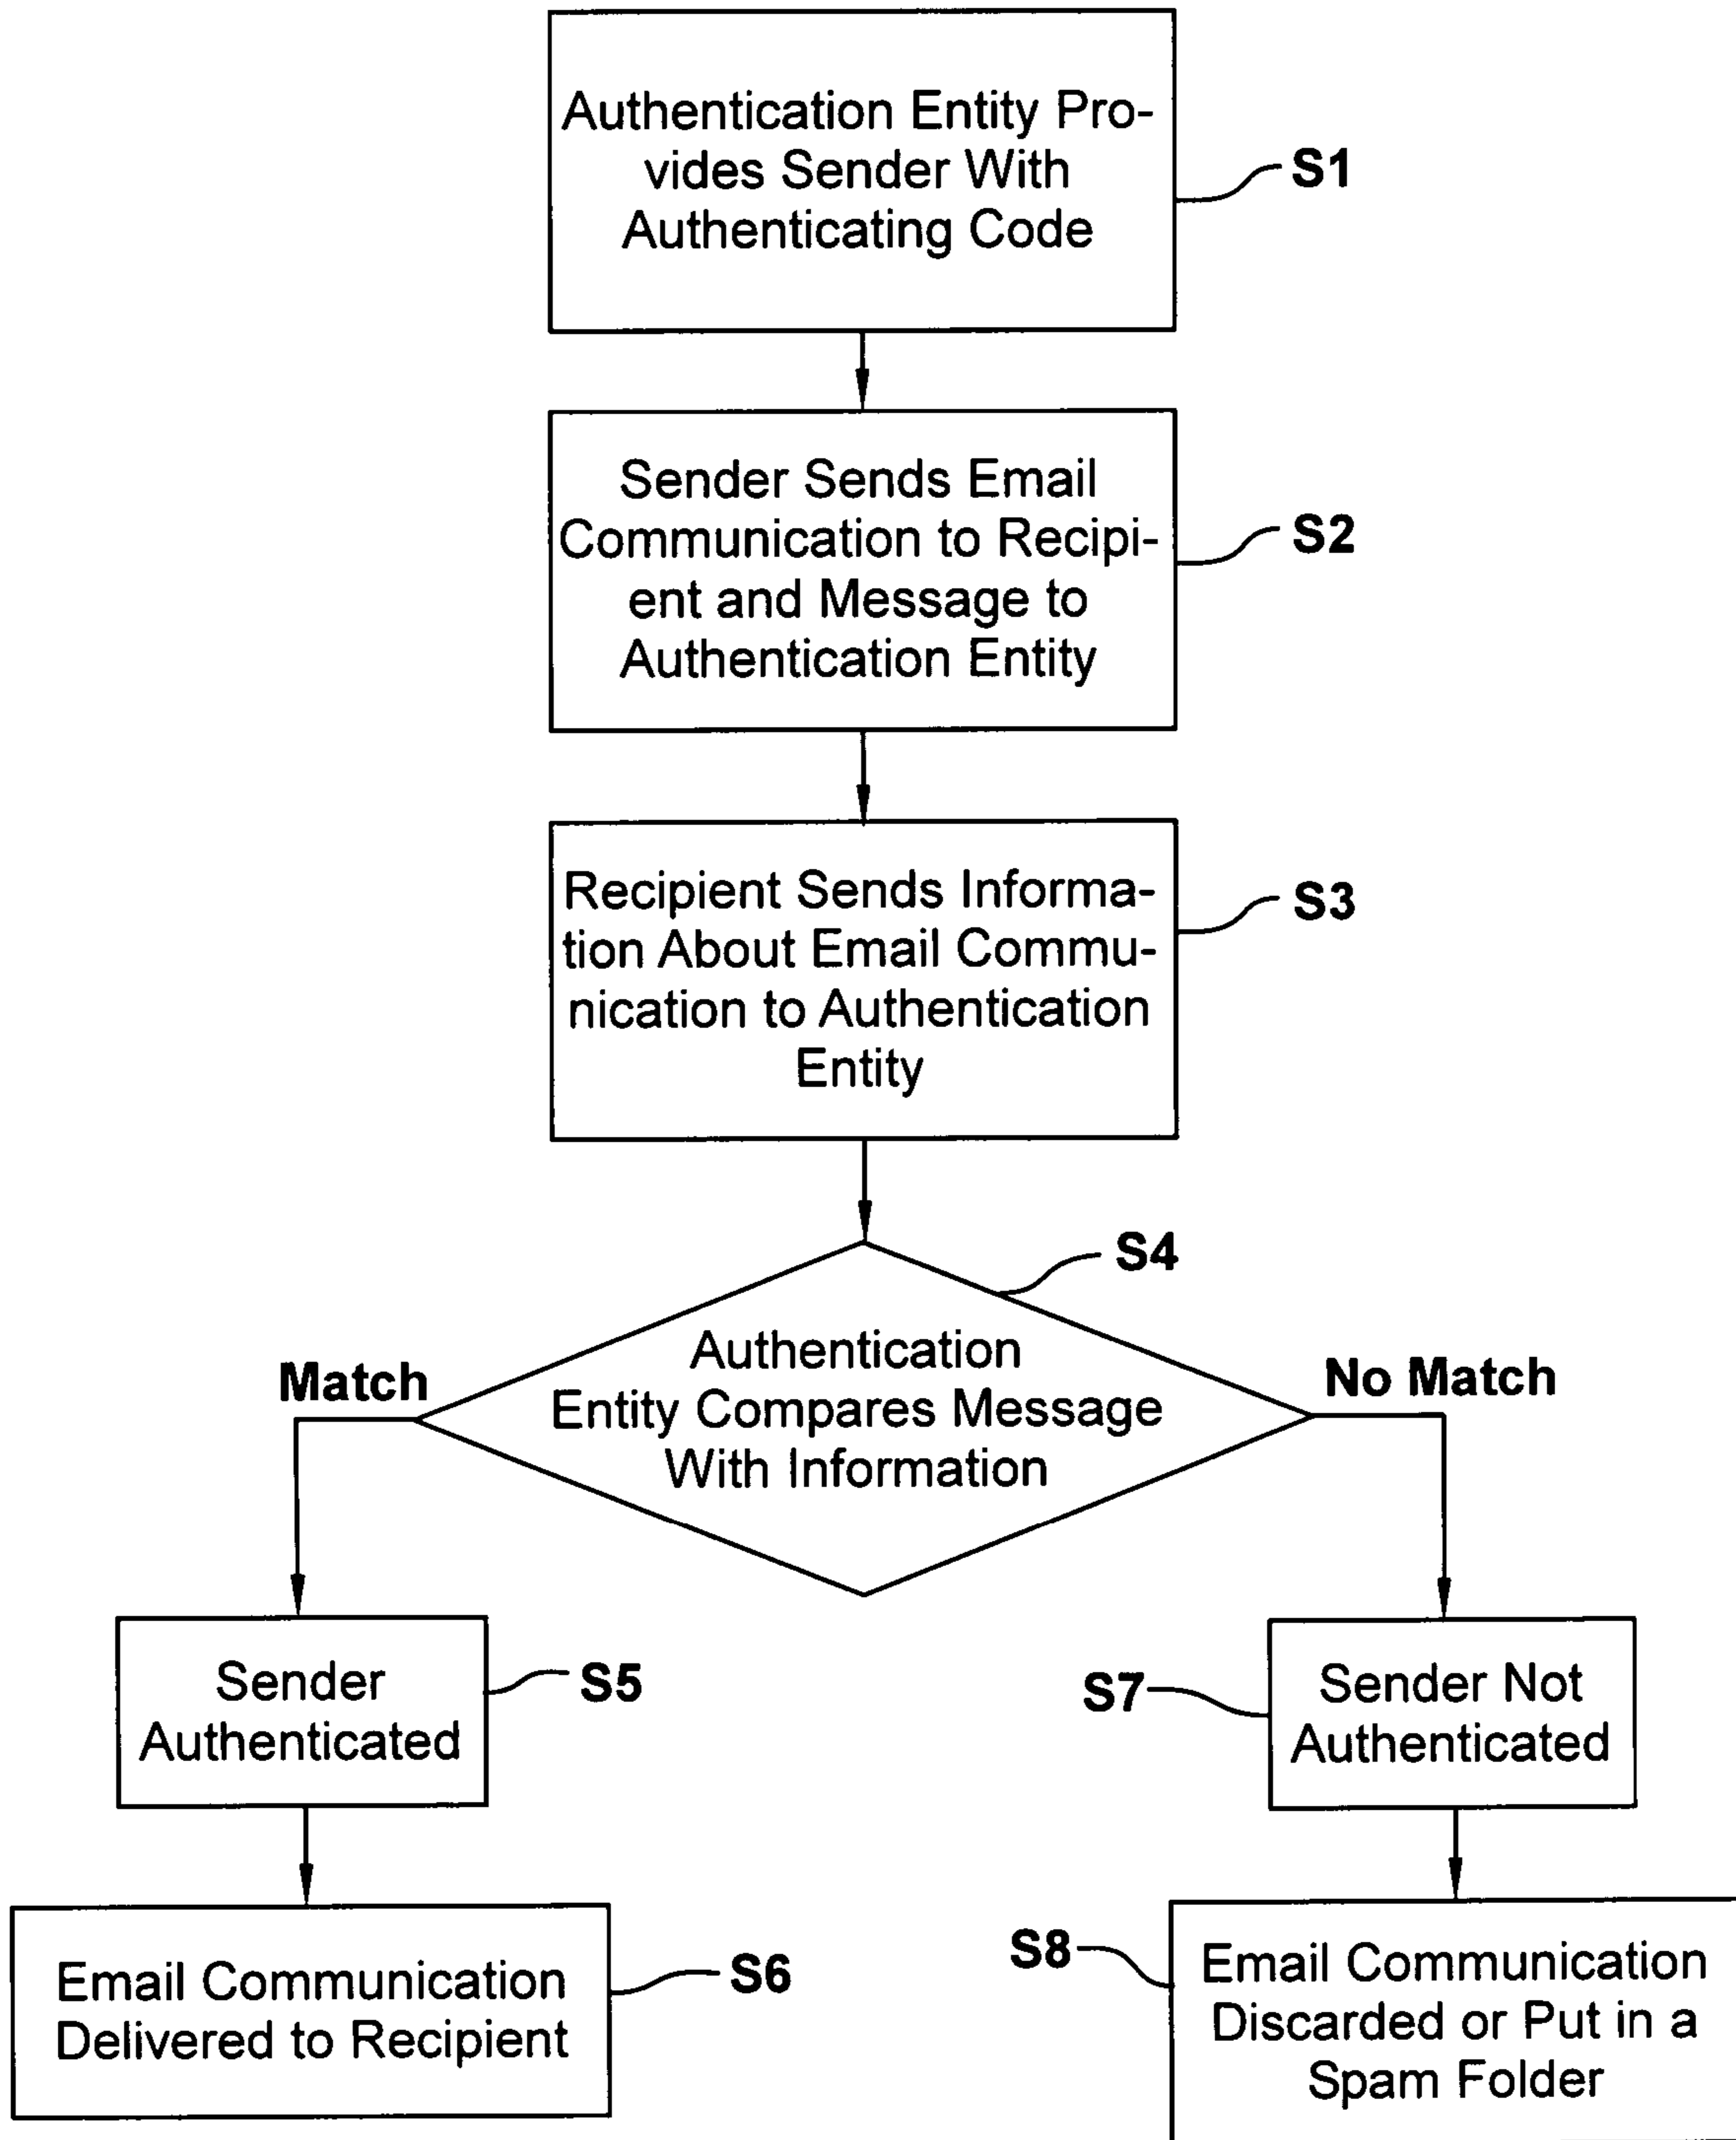 Authentication Entity Pro-
vides Sender With
Authenticating Code
S1
Sender Sends Email
Communication to Recipi-
ent and Message to
Authentication Entity
S2
Recipient Sends Informa-
tion About Email Commu-
nication to Authentication
Entity
S3
S4
Authentication
Entity Compares Message
With Information
Match
No Match
Sender
Authenticated
S5
S7
Sender Not
Authenticated
Email Communication
Delivered to Recipient
S6
S8
Email Communication
Discarded or Put in a
Spam Folder